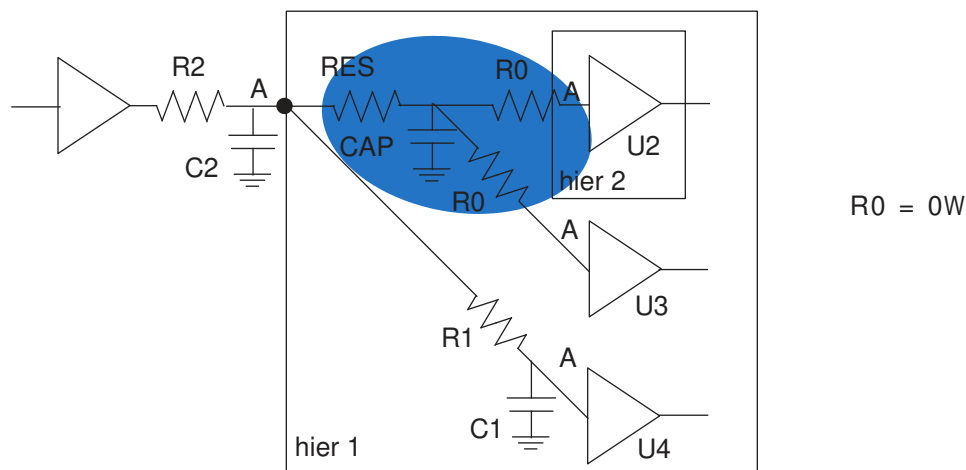 R2
A
RES
R0
A
C2
CAP
U2
hier 2
R0
R0 = 0W
A
U3
R1
A
C1
U4
hier 1